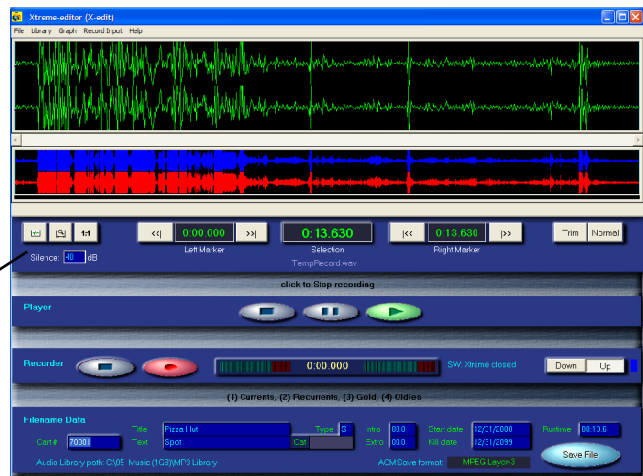 Xtreme-editor (X-edit)
File Library Graph Record Input Help
1:1 <<| 0:00.000 >>| 0:13.630 |<< 0:13.630 |>> Trim Normal
Left Marker Selection Right Marker
Silence: 40 dB
TempRecord.wav
click to Stop recording
Player
Recorder 0:00.000 SW: Xtreme closed Down Up
(1) Currents, (2) Recurrents, (3) Gold, (4) Oldies
Filename Data
Title Pizza Hut Type S Intro 00.0 Start date 12/31/2000 Runtime 00:13.6
Cart # 70301 Text Spot Cat Extro 00.0 Kill date 12/31/2099
Save File
Audio Library path: C:\05 Music (1G3)\MP3 Library ACM Save format: MPEG Layer-3